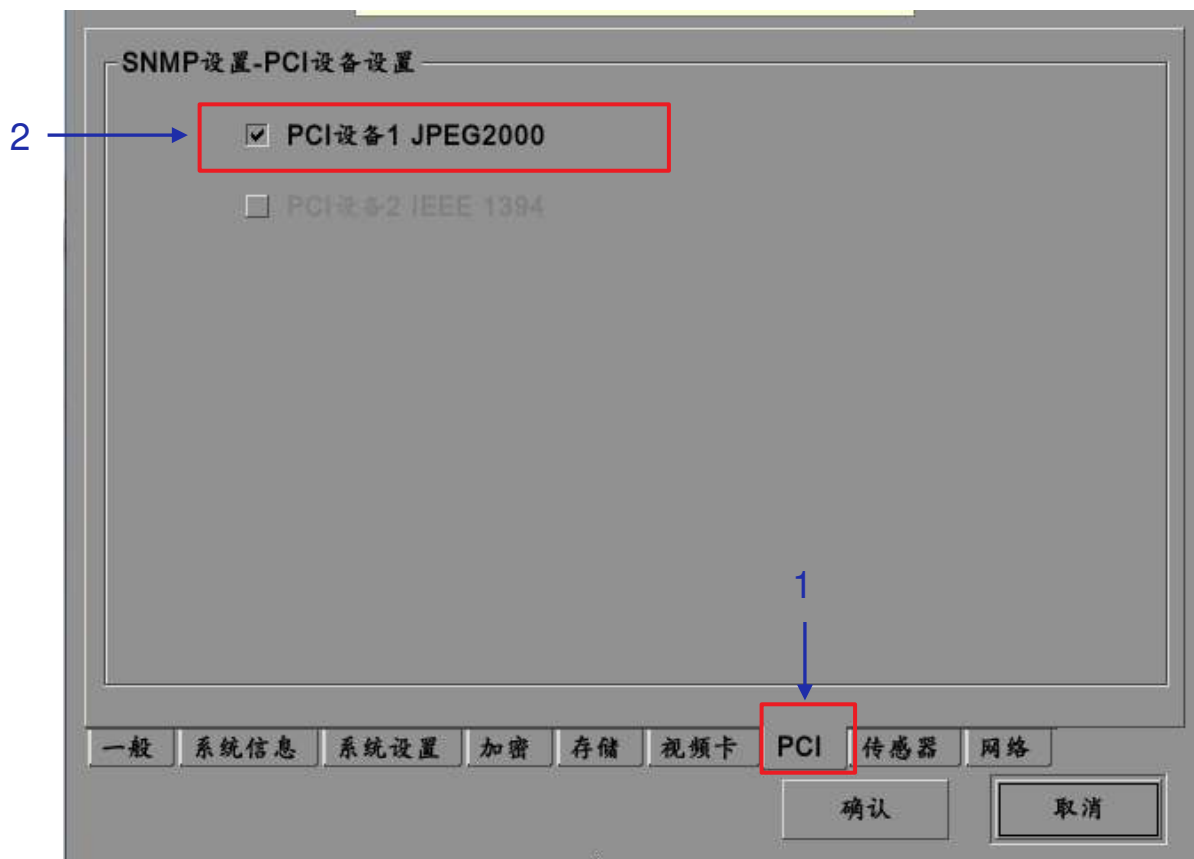 SNMP设置-PCI设备设置
2
PCI设备1 JPEG2000
PCI设备2 IEEE 1394
1
一般 系统信息 系统设置 加密 存储 视频卡 PCI 传感器 网络
确认 取消